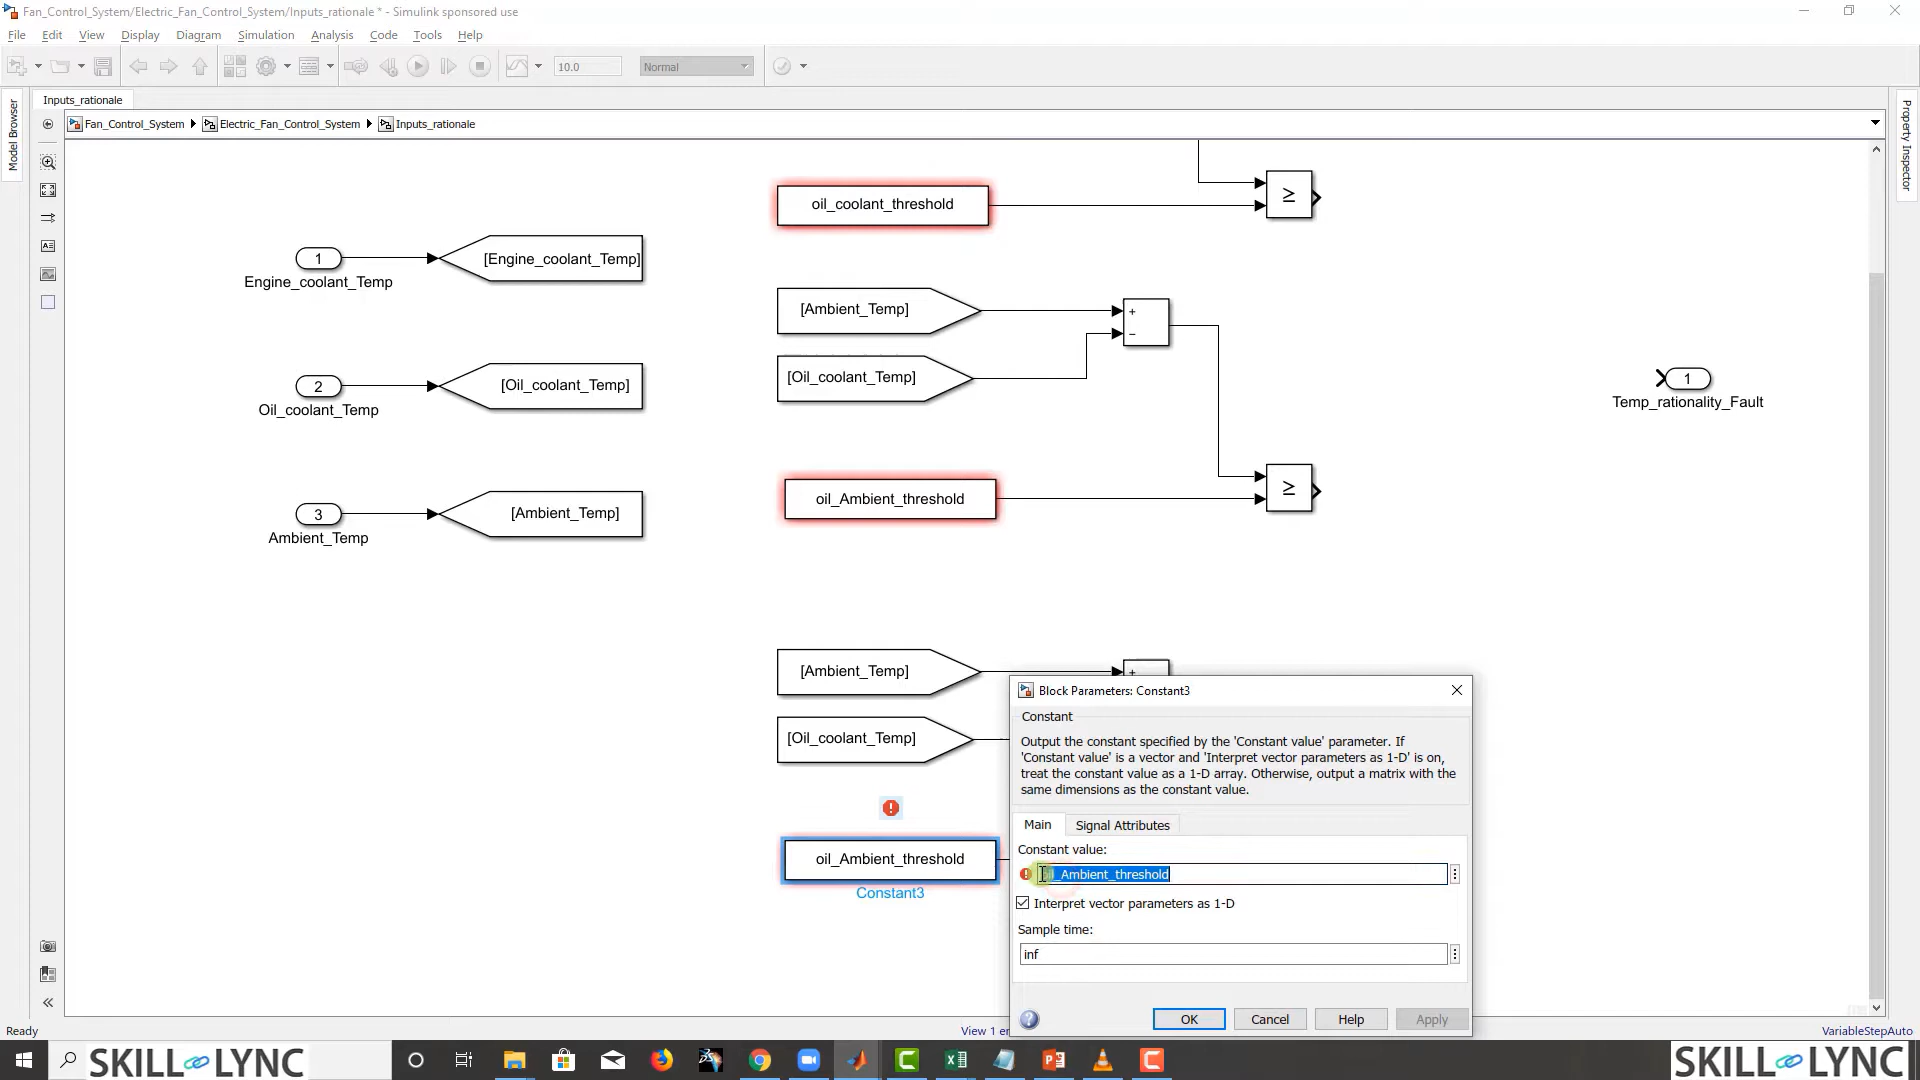 Fan_Control_System/Electric_Fan_Control_System/Inputs_rationale * - Simulink sponsored use
File Edit View Display Diagram Simulation Analysis Code Tools Help
10.0 Normal
Inputs_rationale
Fan_Control_System Electric_Fan_Control_System Inputs_rationale
Model Browser
Property Inspector
oil_coolant_threshold
≥
1
[Engine_coolant_Temp]
Engine_coolant_Temp
[Ambient_Temp]
+
−
[Oil_coolant_Temp]
2
[Oil_coolant_Temp]
Oil_coolant_Temp
1
Temp_rationality_Fault
oil_Ambient_threshold
≥
3
[Ambient_Temp]
Ambient_Temp
[Ambient_Temp]
+
[Oil_coolant_Temp]
oil_Ambient_threshold
Constant3
Block Parameters: Constant3
Constant
Output the constant specified by the 'Constant value' parameter. If
'Constant value' is a vector and 'Interpret vector parameters as 1-D' is on,
treat the constant value as a 1-D array. Otherwise, output a matrix with the
same dimensions as the constant value.
Main Signal Attributes
Constant value:
_Ambient_threshold
Interpret vector parameters as 1-D
Sample time:
inf
OK Cancel Help Apply
Ready
View 1 er
VariableStepAuto
SKILL LYNC
SKILL LYNC